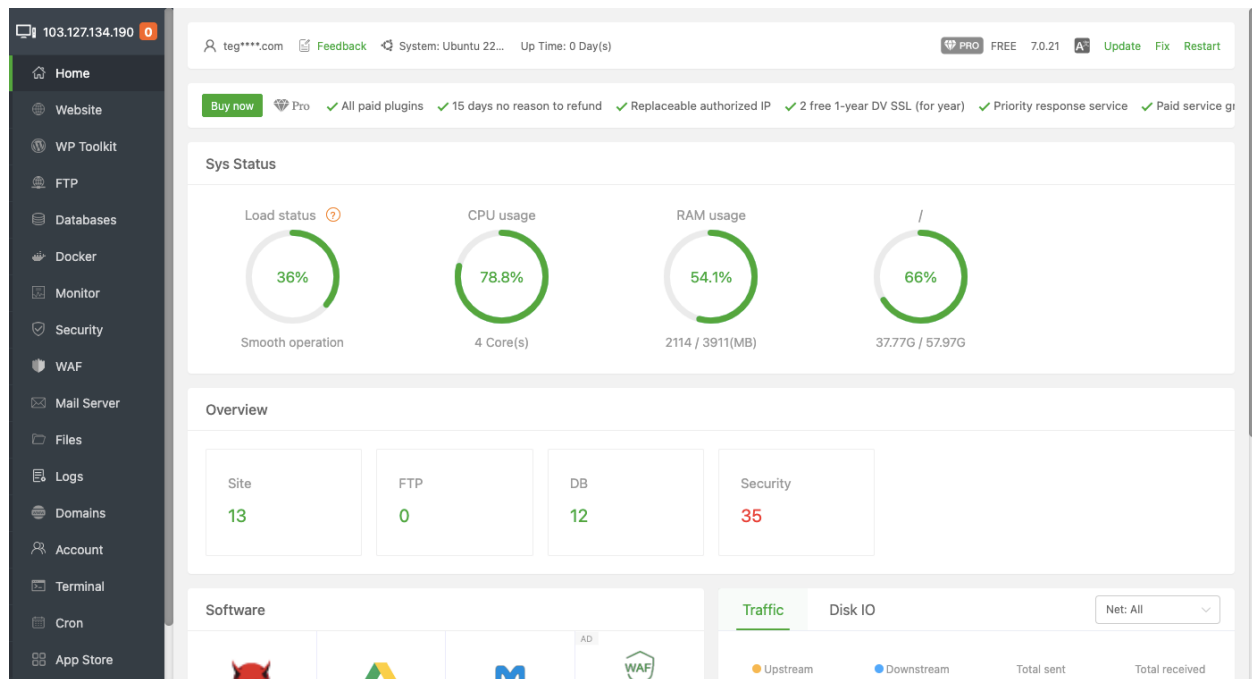 103.127.134.190 0
Home
Website
WP Toolkit
FTP
Databases
Docker
Monitor
Security
WAF
Mail Server
Files
Logs
Domains
Account
Terminal
Cron
App Store
teg****.com Feedback System: Ubuntu 22... Up Time: 0 Day(s) PRO FREE 7.0.21 Update Fix Restart
Buy now Pro All paid plugins 15 days no reason to refund Replaceable authorized IP 2 free 1-year DV SSL (for year) Priority response service Paid service
Sys Status
Load status ? CPU usage RAM usage /
36% 78.8% 54.1% 66%
Smooth operation 4 Core(s) 2114 / 3911(MB) 37.77G / 57.97G
Overview
Site FTP DB Security
13 0 12 35
Software Traffic Disk IO Net: All
AD
WAF
Upstream Downstream Total sent Total received